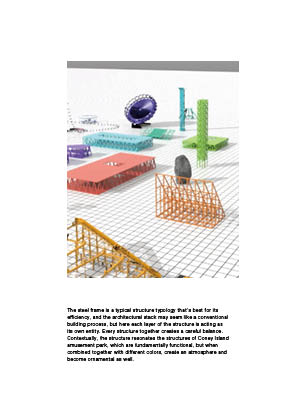 The steel frame is a typical structure typology that's best for its
efficiency, and the architectural stack may seem like a conventional
building process, but here each layer of the structure is acting as
its own entity. Every structure together creates a careful balance.
Contextually, the structure resonates the structures of Coney Island
amusement park, which are fundamentally functional, but when
combined together with different colors, create an atmosphere and
become ornamental as well.